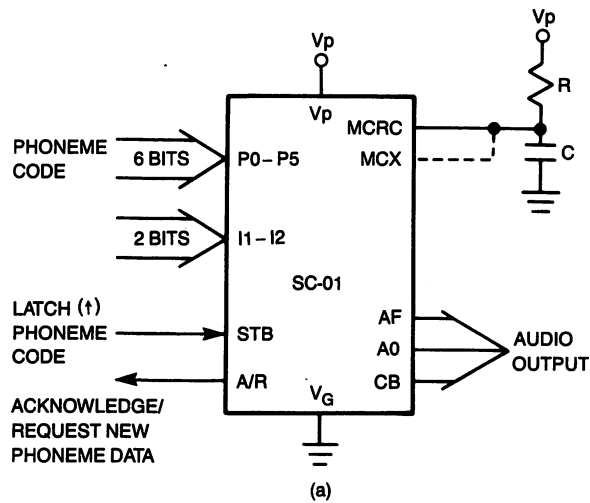 Vp
Vp
Vp
R
MCRC
PHONEME
CODE
6 BITS
P0–P5
MCX
C
2 BITS
I1–I2
SC-01
LATCH (↑)
PHONEME
CODE
STB
AF
A0
CB
AUDIO
OUTPUT
A/R
VG
ACKNOWLEDGE/
REQUEST NEW
PHONEME DATA
(a)